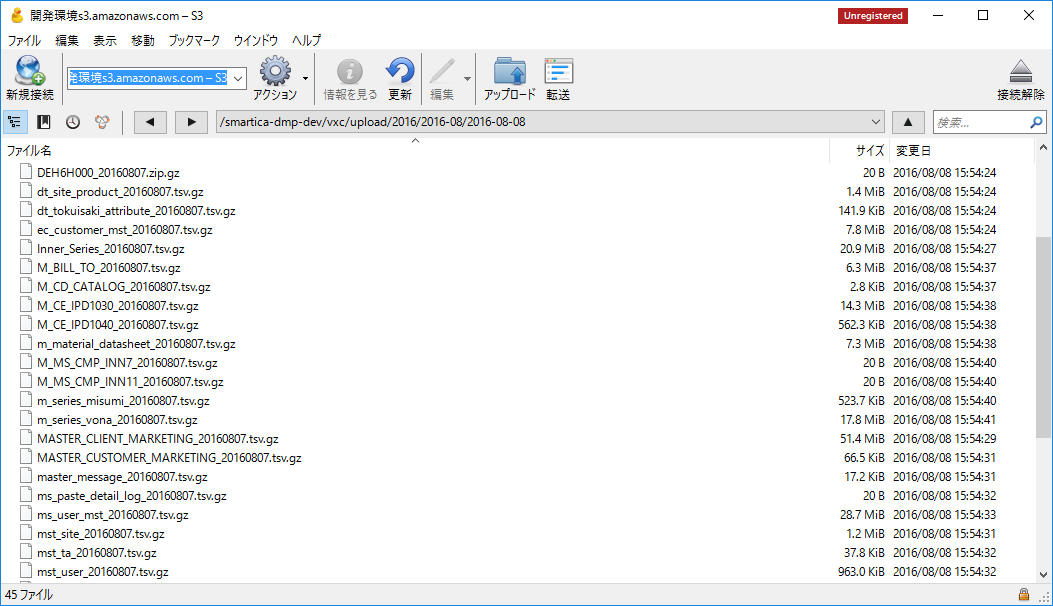 開発環境s3.amazonaws.com – S3 Unregistered
ファイル 編集 表示 移動 ブックマーク ウインドウ ヘルプ
発環境s3.amazonaws.com – S3
新規接続 アクション 情報を見る 更新 編集 アップロード 転送 接続解除
/smartica-dmp-dev/vxc/upload/2016/2016-08/2016-08-08 検索...
ファイル名 サイズ 変更日
DEH6H000_20160807.zip.gz 20 B 2016/08/08 15:54:24
dt_site_product_20160807.tsv.gz 1.4 MiB 2016/08/08 15:54:24
dt_tokuisaki_attribute_20160807.tsv.gz 141.9 KiB 2016/08/08 15:54:24
ec_customer_mst_20160807.tsv.gz 7.8 MiB 2016/08/08 15:54:24
Inner_Series_20160807.tsv.gz 20.9 MiB 2016/08/08 15:54:27
M_BILL_TO_20160807.tsv.gz 6.3 MiB 2016/08/08 15:54:37
M_CD_CATALOG_20160807.tsv.gz 2.8 KiB 2016/08/08 15:54:37
M_CE_IPD1030_20160807.tsv.gz 14.3 MiB 2016/08/08 15:54:38
M_CE_IPD1040_20160807.tsv.gz 562.3 KiB 2016/08/08 15:54:38
m_material_datasheet_20160807.tsv.gz 7.3 MiB 2016/08/08 15:54:38
M_MS_CMP_INN7_20160807.tsv.gz 20 B 2016/08/08 15:54:40
M_MS_CMP_INN11_20160807.tsv.gz 20 B 2016/08/08 15:54:40
m_series_misumi_20160807.tsv.gz 523.7 KiB 2016/08/08 15:54:40
m_series_vona_20160807.tsv.gz 17.8 MiB 2016/08/08 15:54:41
MASTER_CLIENT_MARKETING_20160807.tsv.gz 51.4 MiB 2016/08/08 15:54:29
MASTER_CUSTOMER_MARKETING_20160807.tsv.gz 66.5 KiB 2016/08/08 15:54:31
master_message_20160807.tsv.gz 17.2 KiB 2016/08/08 15:54:31
ms_paste_detail_log_20160807.tsv.gz 20 B 2016/08/08 15:54:32
ms_user_mst_20160807.tsv.gz 28.7 MiB 2016/08/08 15:54:33
mst_site_20160807.tsv.gz 1.2 MiB 2016/08/08 15:54:31
mst_ta_20160807.tsv.gz 37.8 KiB 2016/08/08 15:54:32
mst_user_20160807.tsv.gz 963.0 KiB 2016/08/08 15:54:32
45 ファイル